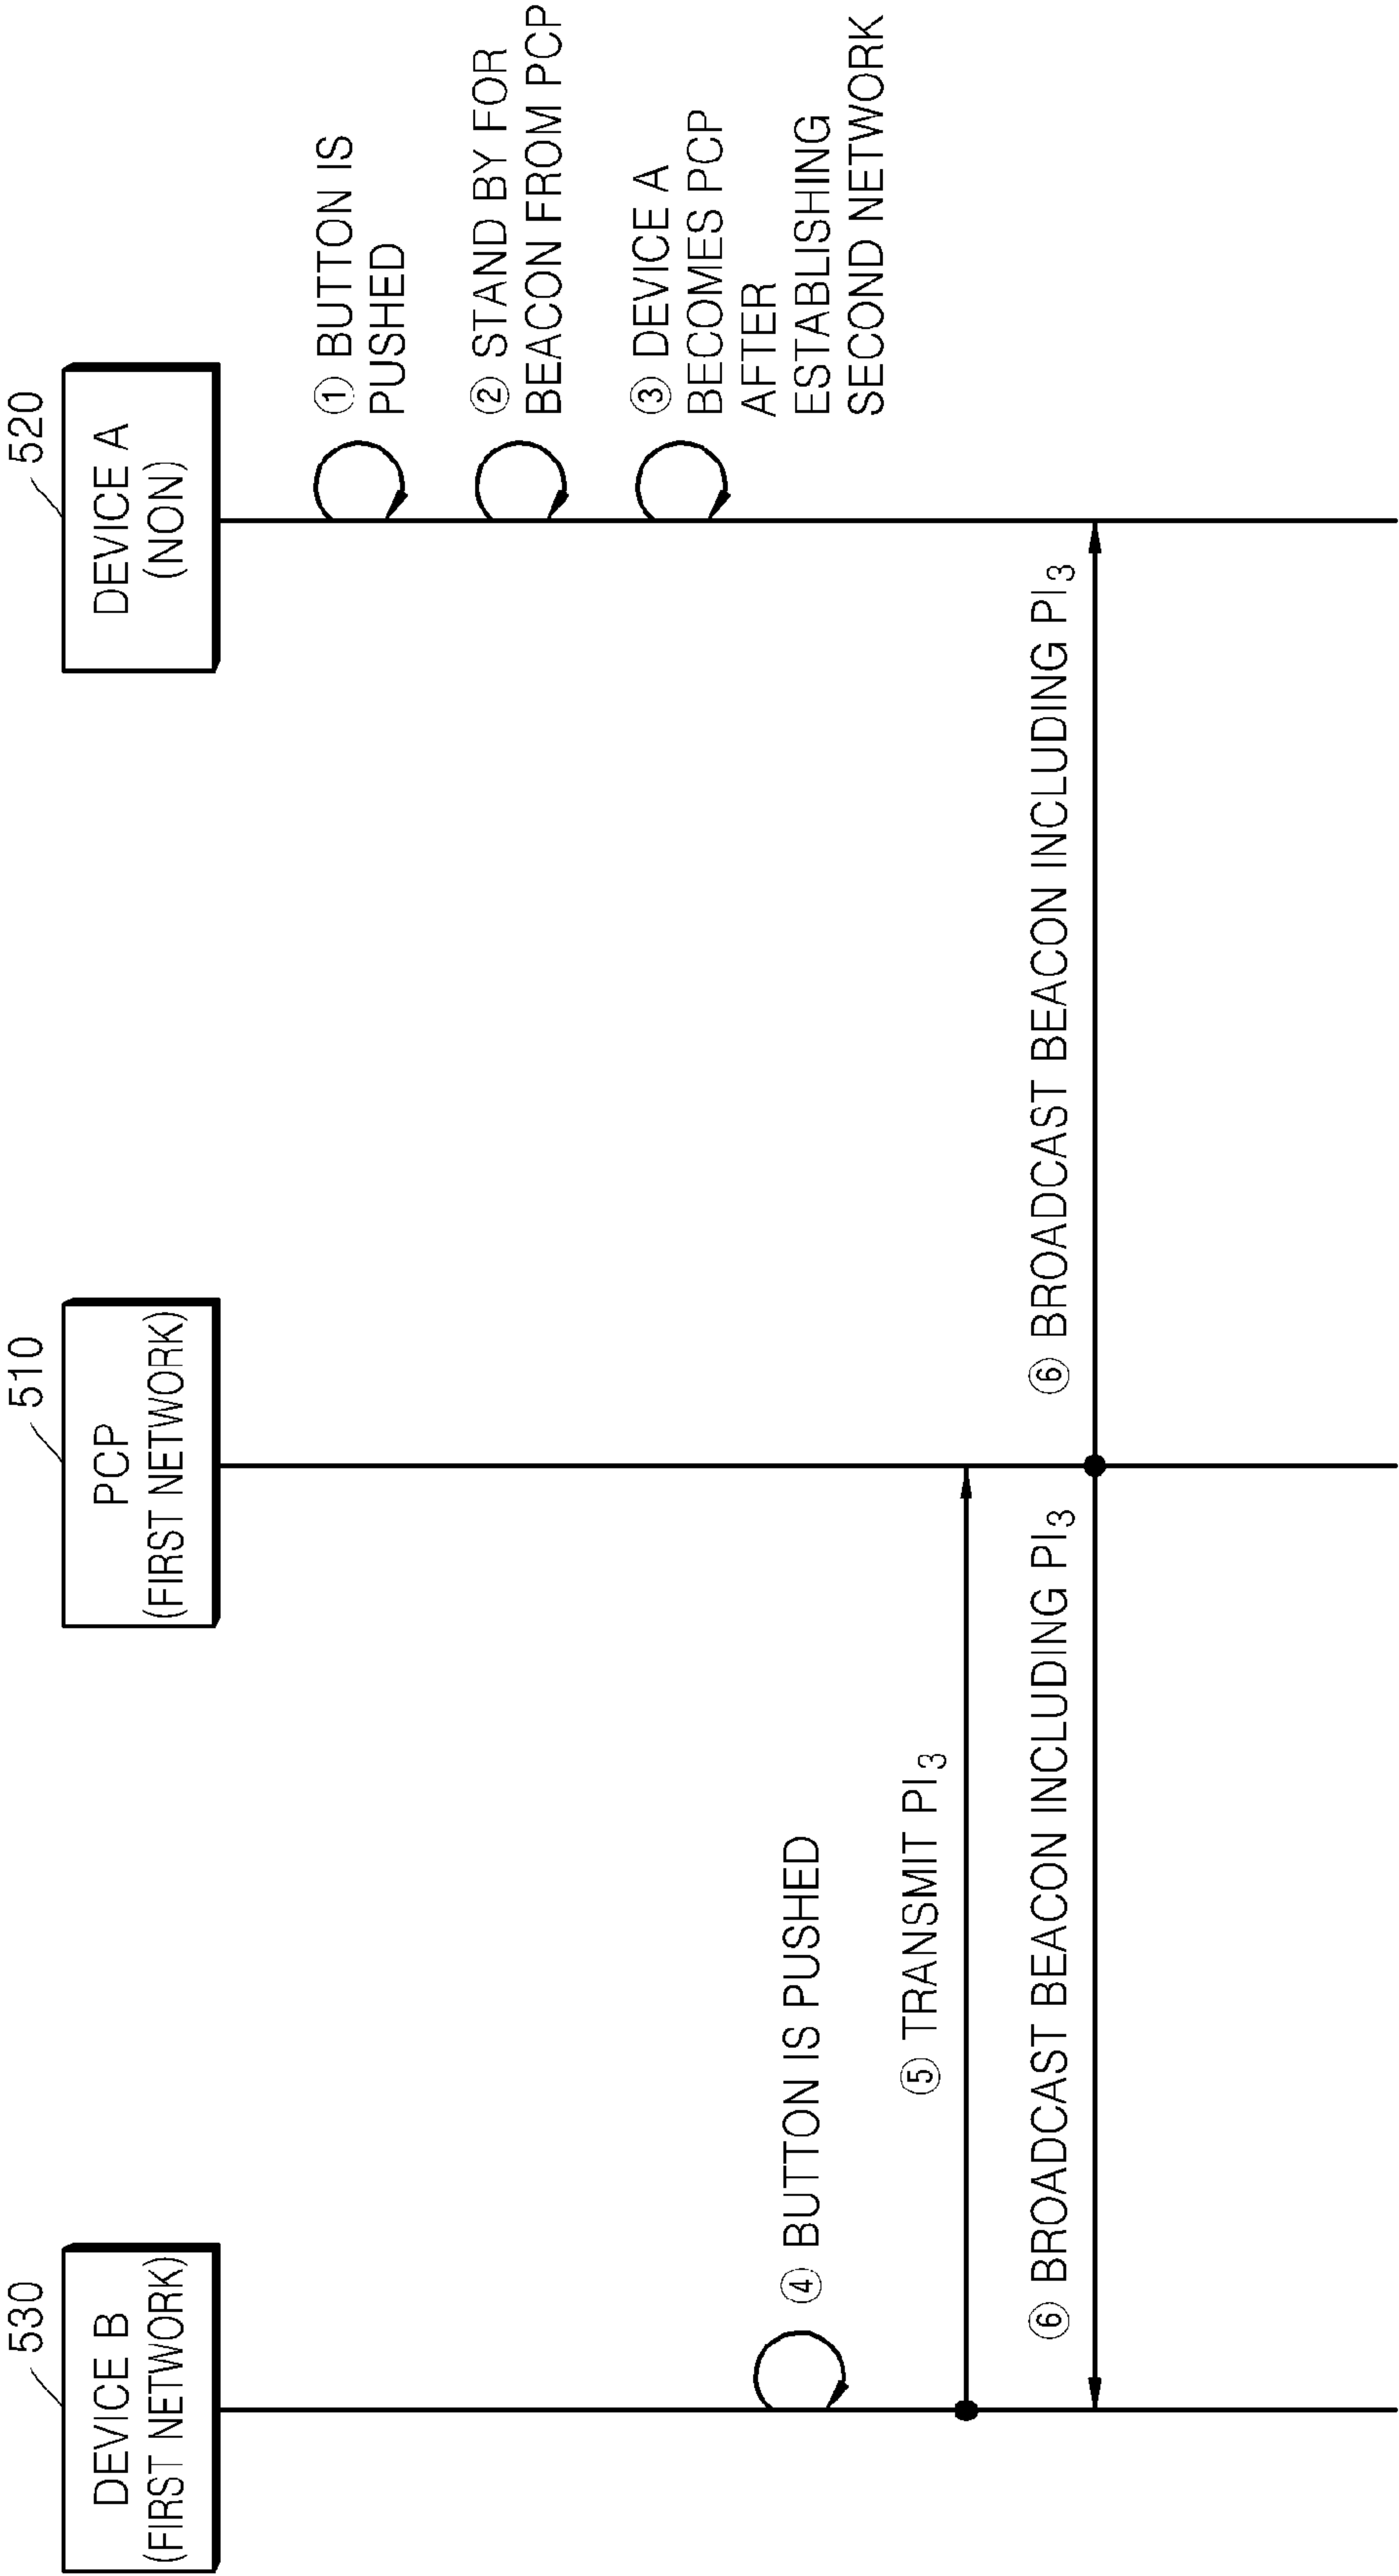 530
DEVICE B
(FIRST NETWORK)
510
PCP
(FIRST NETWORK)
520
DEVICE A
(NON)
① BUTTON IS
PUSHED
② STAND BY FOR
BEACON FROM PCP
③ DEVICE A
BECOMES PCP
AFTER
ESTABLISHING
SECOND NETWORK
④ BUTTON IS PUSHED
⑤ TRANSMIT PI₃
⑥ BROADCAST BEACON INCLUDING PI₃
⑥ BROADCAST BEACON INCLUDING PI₃